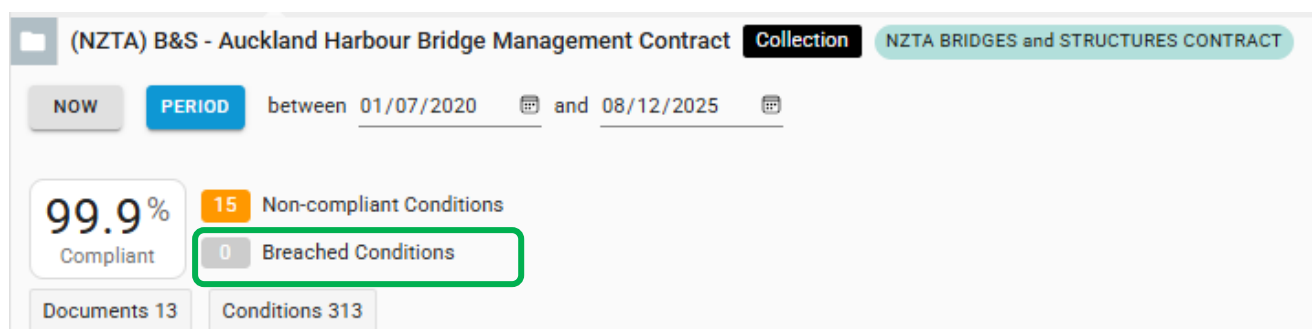 (NZTA) B&S - Auckland Harbour Bridge Management Contract Collection NZTA BRIDGES and STRUCTURES CONTRACT
NOW PERIOD between 01/07/2020 and 08/12/2025
99.9% Compliant
15 Non-compliant Conditions
0 Breached Conditions
Documents 13 Conditions 313